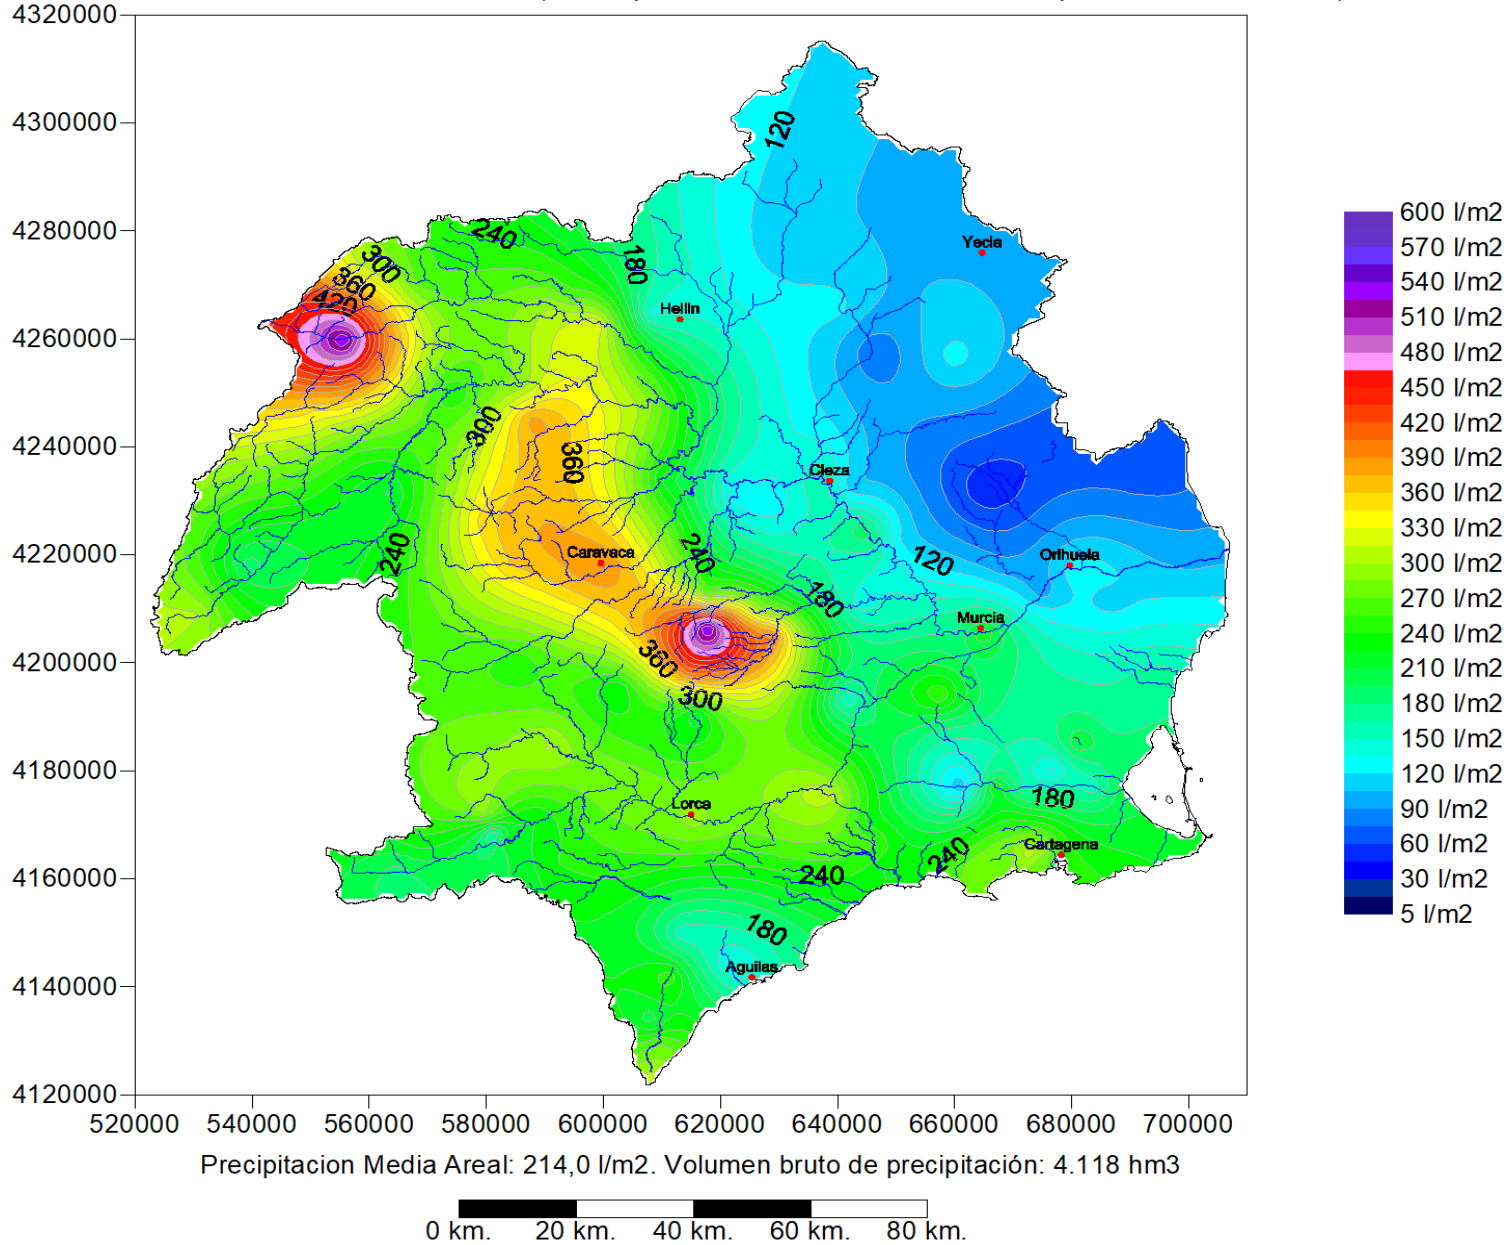 4320000
4300000
4280000
4260000
4240000
4220000
4200000
4180000
4160000
4140000
4120000
520000 540000 560000 580000 600000 620000 640000 660000 680000 700000
120
240
300
360
420
180
Yecla
Hellin
300
360
Cieza
240
Caravaca
240
120
Orihuela
180
Murcia
360
300
Lorca
180
240
240
Cartagena
180
Aguilas
600 l/m2
570 l/m2
540 l/m2
510 l/m2
480 l/m2
450 l/m2
420 l/m2
390 l/m2
360 l/m2
330 l/m2
300 l/m2
270 l/m2
240 l/m2
210 l/m2
180 l/m2
150 l/m2
120 l/m2
90 l/m2
60 l/m2
30 l/m2
5 l/m2
Precipitacion Media Areal: 214,0 l/m2. Volumen bruto de precipitación: 4.118 hm3
0 km. 20 km. 40 km. 60 km. 80 km.